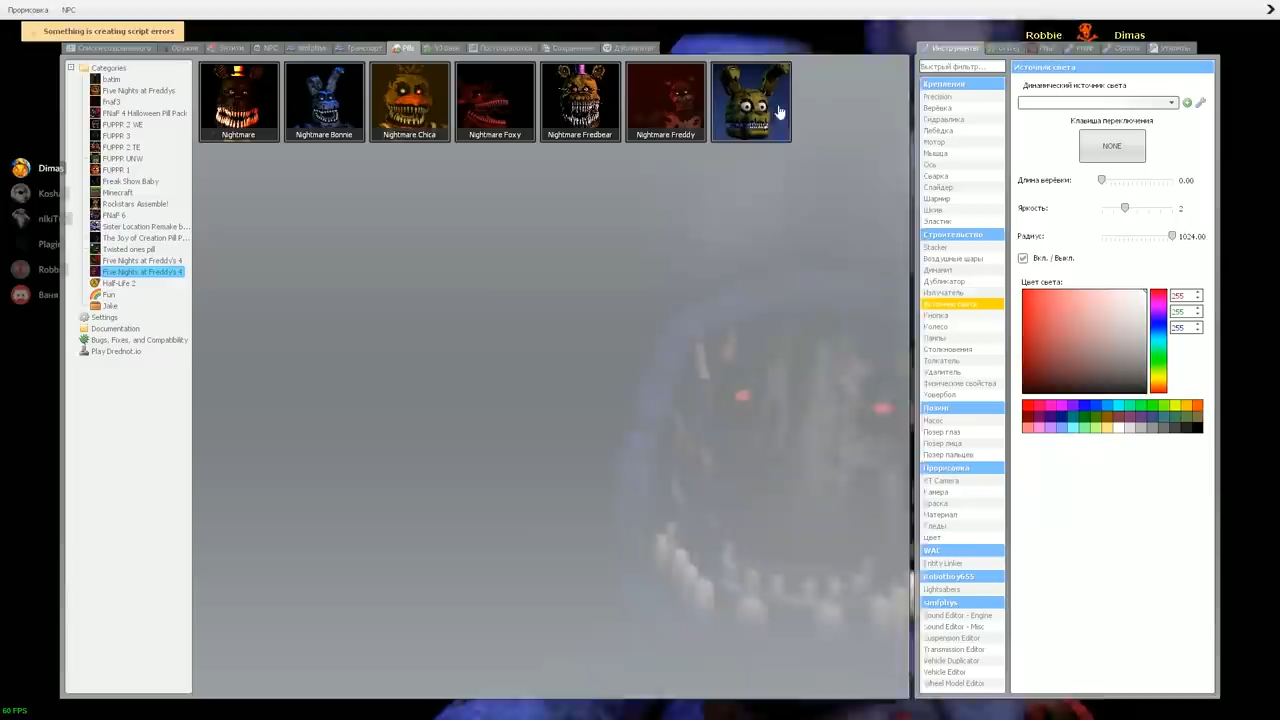 Прорисовка NPC
Something is creating script errors
Robbie
Dimas
NPC
Транспорт
Pills
Инструменты
Categories
batim
Five Nights at Freddys
fnaf3
FNaF 4 Halloween Pill Pack
FUPPR 2 WE
FUPPR 3
FUPPR 2 TE
FUPPR UNW
FUPPR 1
Freak Show Baby
Minecraft
Rockstars Assemble!
FNaF 6
Sister Location Remake b...
The Joy of Creation Pill P...
Twisted ones pill
Five Nights at Freddy's 4
Five Nights at Freddy's 4
Half-Life 2
Fun
Jake
Settings
Documentation
Bugs, Fixes, and Compatibility
Play Drednot.io
Dimas
Kosh
Plagin
Robb
Ваня
Nightmare
Nightmare Bonnie
Nightmare Chica
Nightmare Foxy
Nightmare Fredbear
Nightmare Freddy
Быстрый фильтр...
Крепления
Precision
Верёвка
Гидравлика
Лебёдка
Мотор
Мышца
Ось
Сварка
Слайдер
Шарнир
Шкив
Эластик
Строительство
Stacker
Воздушные шары
Динамит
Дубликатор
Излучатель
Источник света
Кнопка
Колесо
Лампы
Столкновения
Толкатель
Удалитель
Физические свойства
Ховербол
Позинг
Насос
Позер глаз
Позер лица
Позер пальцев
Прорисовка
RT Camera
Камера
Краска
Материал
Следы
Цвет
WAC
Entity Linker
Robotboy655
Lightsabers
simfphys
Sound Editor - Engine
Sound Editor - Misc
Suspension Editor
Transmission Editor
Vehicle Duplicator
Vehicle Editor
Wheel Model Editor
Источник света
Динамический источник света
Клавиша переключения
NONE
Длина верёвки: 0.00
Яркость: 2
Радиус: 1024.00
Вкл. / Выкл.
Цвет света:
255
255
255
60 FPS